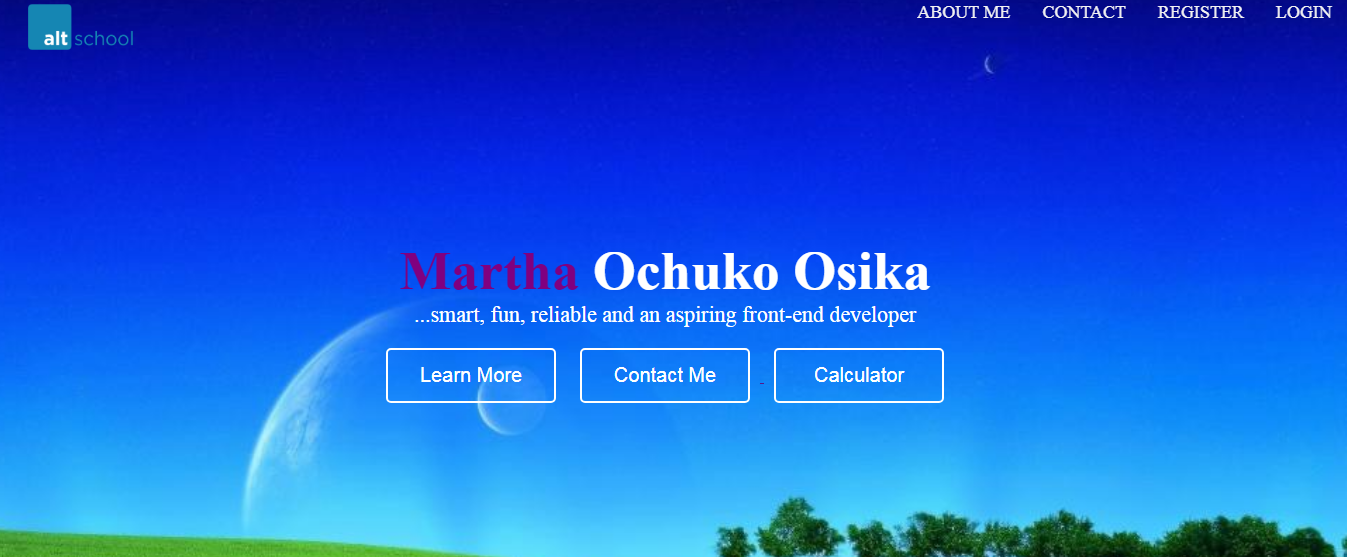 alt school
ABOUT ME CONTACT REGISTER LOGIN
Martha Ochuko Osika
...smart, fun, reliable and an aspiring front-end developer
Learn More Contact Me Calculator